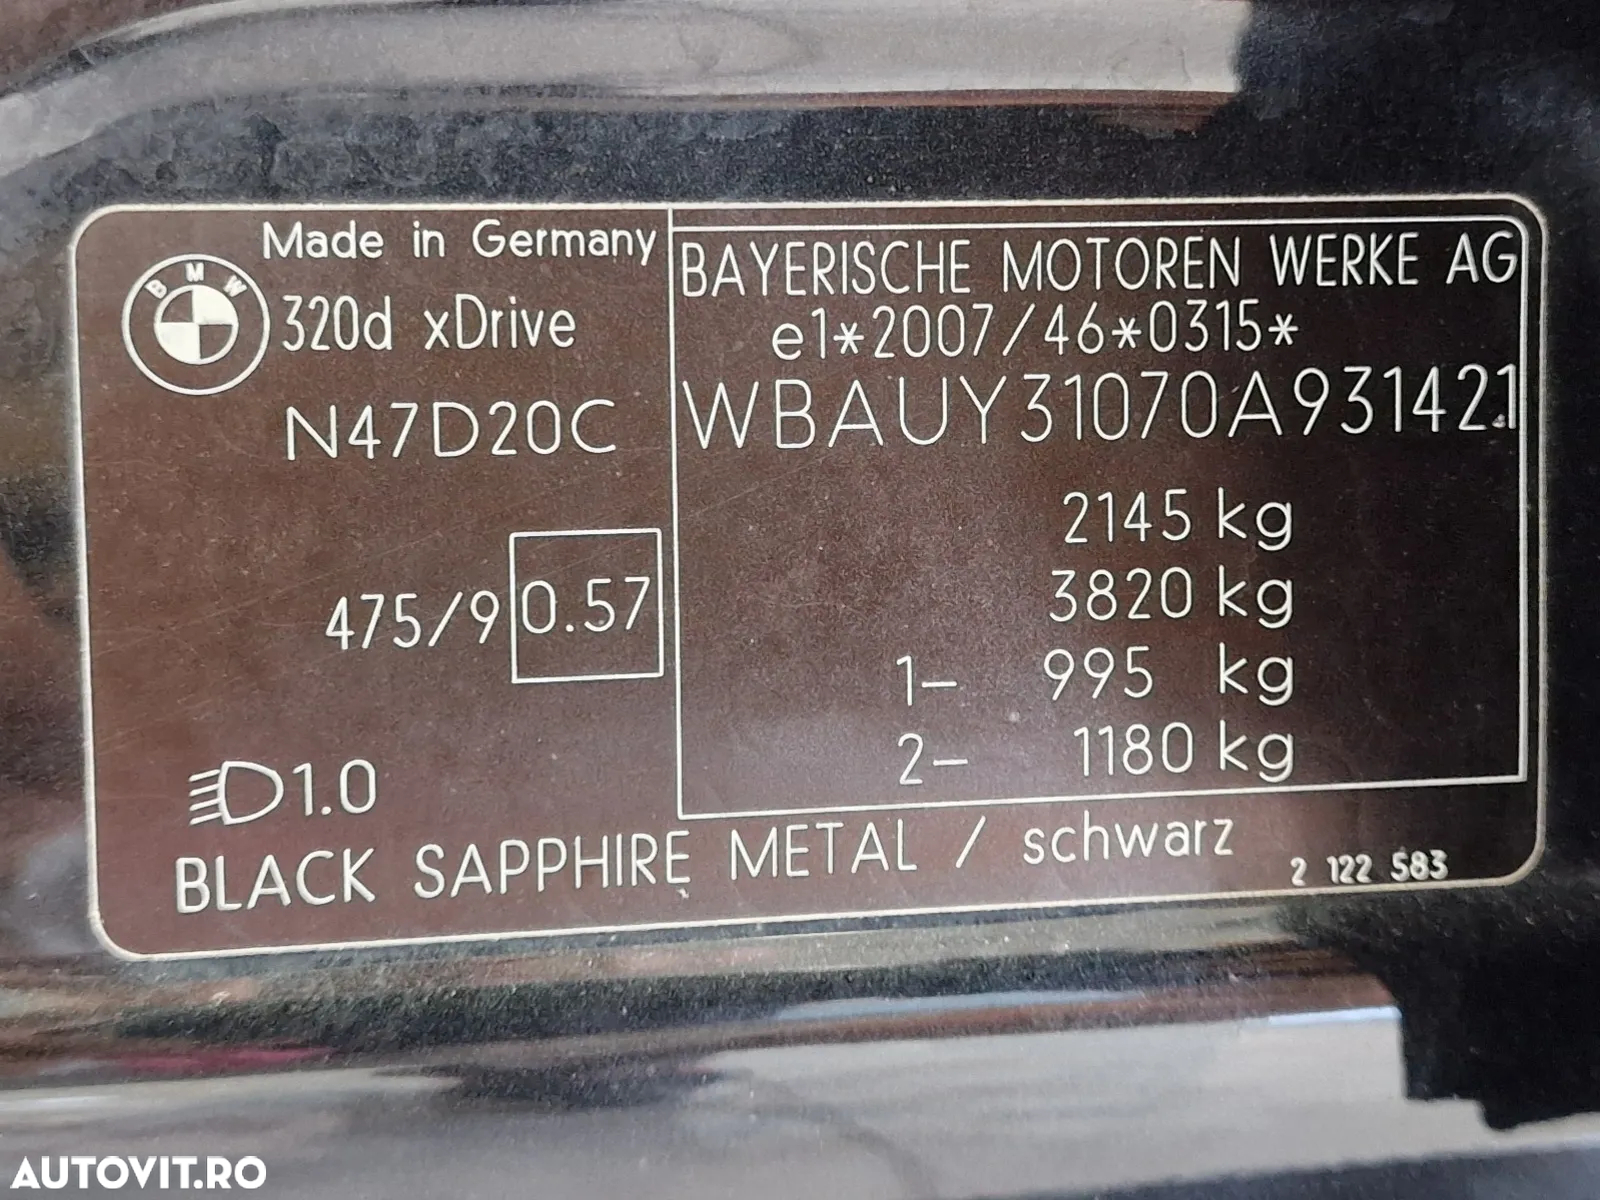 Made in Germany
BMW
320d xDrive
N47D20C
475/9 0.57
1.0
BAYERISCHE MOTOREN WERKE AG
e1*2007/46*0315*
WBAUY31070A931421
2145 kg
3820 kg
1- 995 kg
2- 1180 kg
BLACK SAPPHIRE METAL / schwarz
2 122 583
AUTOVIT.RO